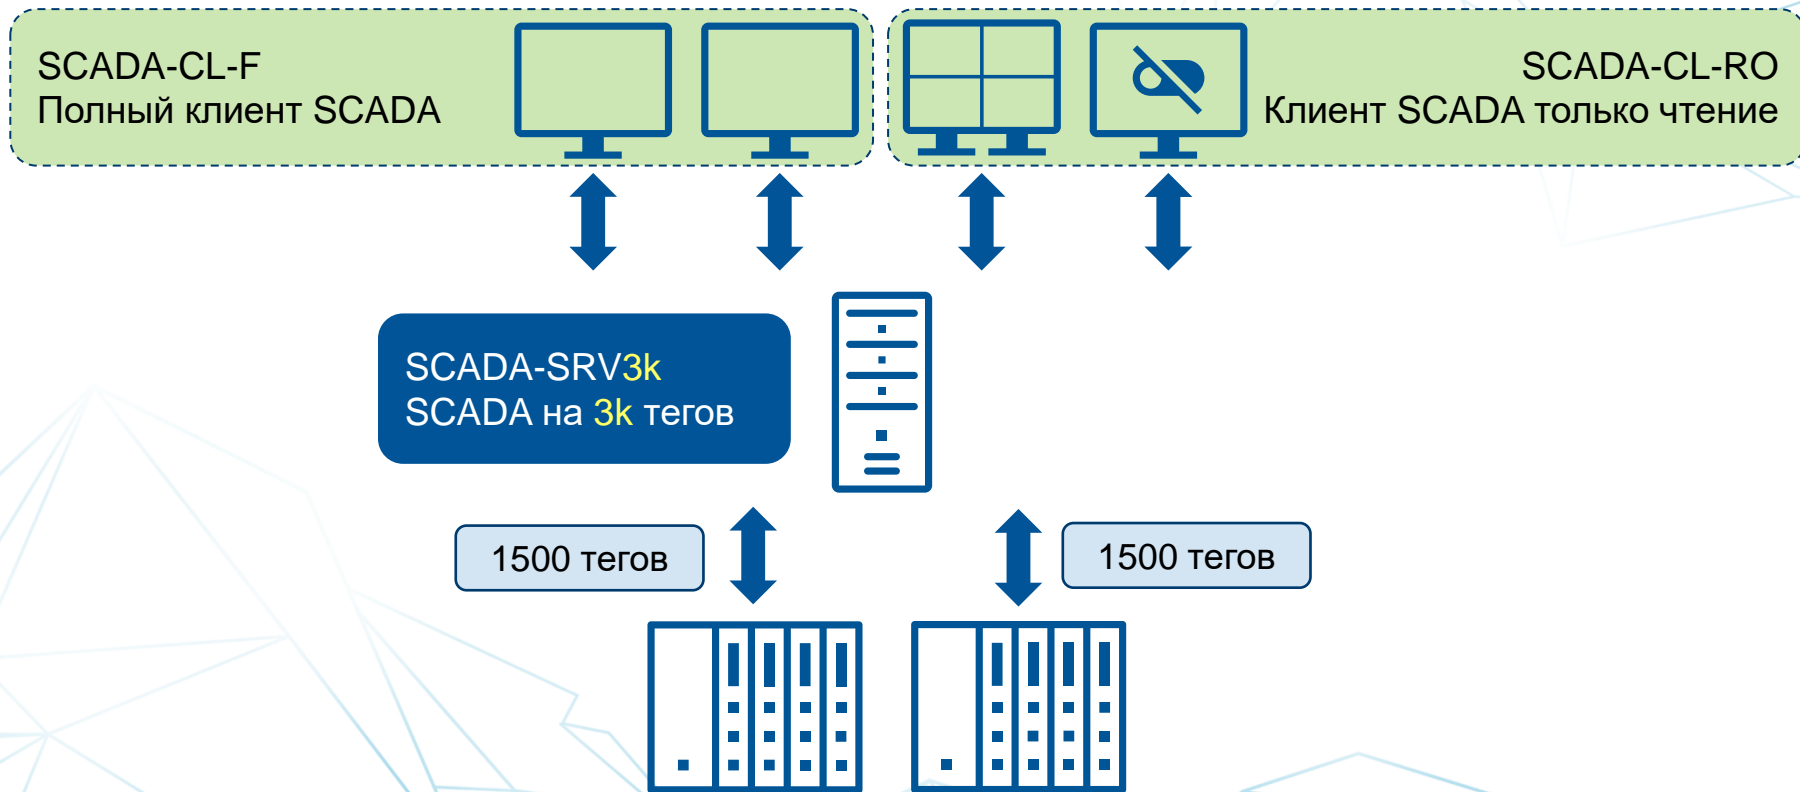 SCADA-CL-F
Полный клиент SCADA
SCADA-CL-RO
Клиент SCADA только чтение
SCADA-SRV3k
SCADA на 3k тегов
1500 тегов
1500 тегов